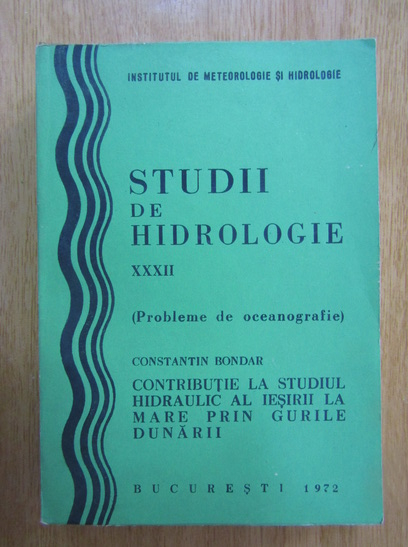 INSTITUTUL DE METEOROLOGIE ȘI HIDROLOGIE
STUDII
DE
HIDROLOGIE
XXXII
(Probleme de oceanografie)
CONSTANTIN BONDAR
CONTRIBUȚIE LA STUDIUL
HIDRAULIC AL IEȘIRII LA
MARE PRIN GURILE
DUNĂRII
BUCUREȘTI 1972